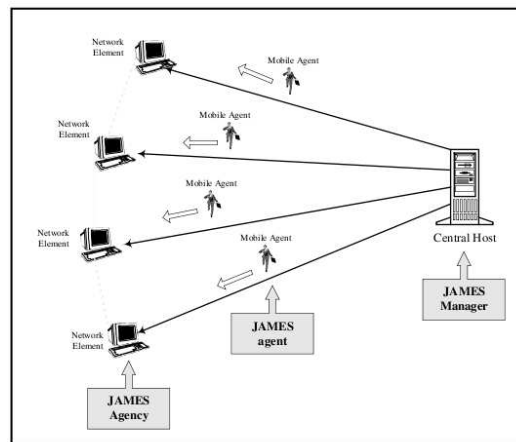 Network
Element
Mobile Agent
Network
Element
Mobile Agent
Mobile Agent
Network
Element
Mobile Agent
Central Host
JAMES
Manager
Network
Element
JAMES
agent
JAMES
Agency